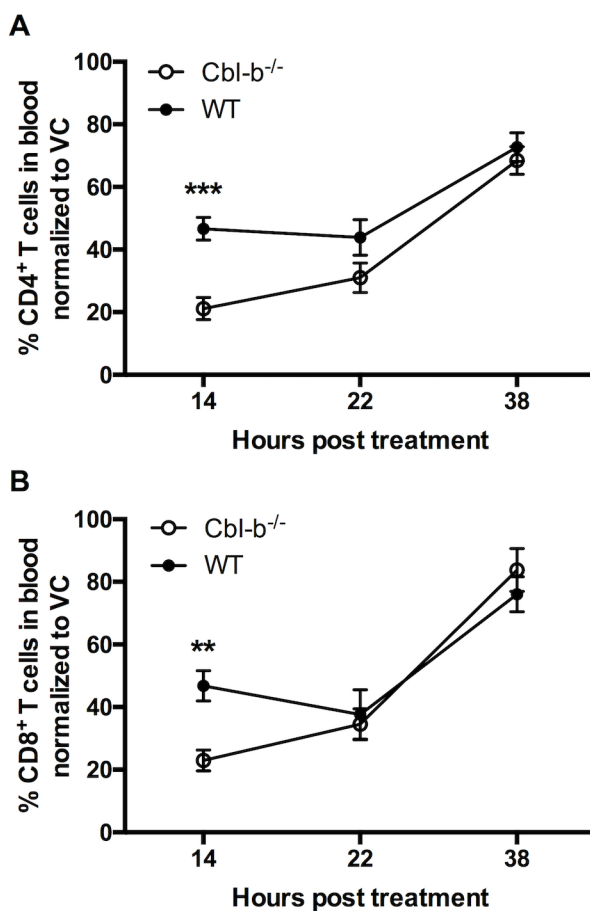 A
% CD4⁺ T cells in blood
normalized to VC
100
80
60
40
20
0
Cbl-b⁻/⁻
WT
***
14 22 38
Hours post treatment
B
% CD8⁺ T cells in blood
normalized to VC
100
80
60
40
20
0
Cbl-b⁻/⁻
WT
**
14 22 38
Hours post treatment